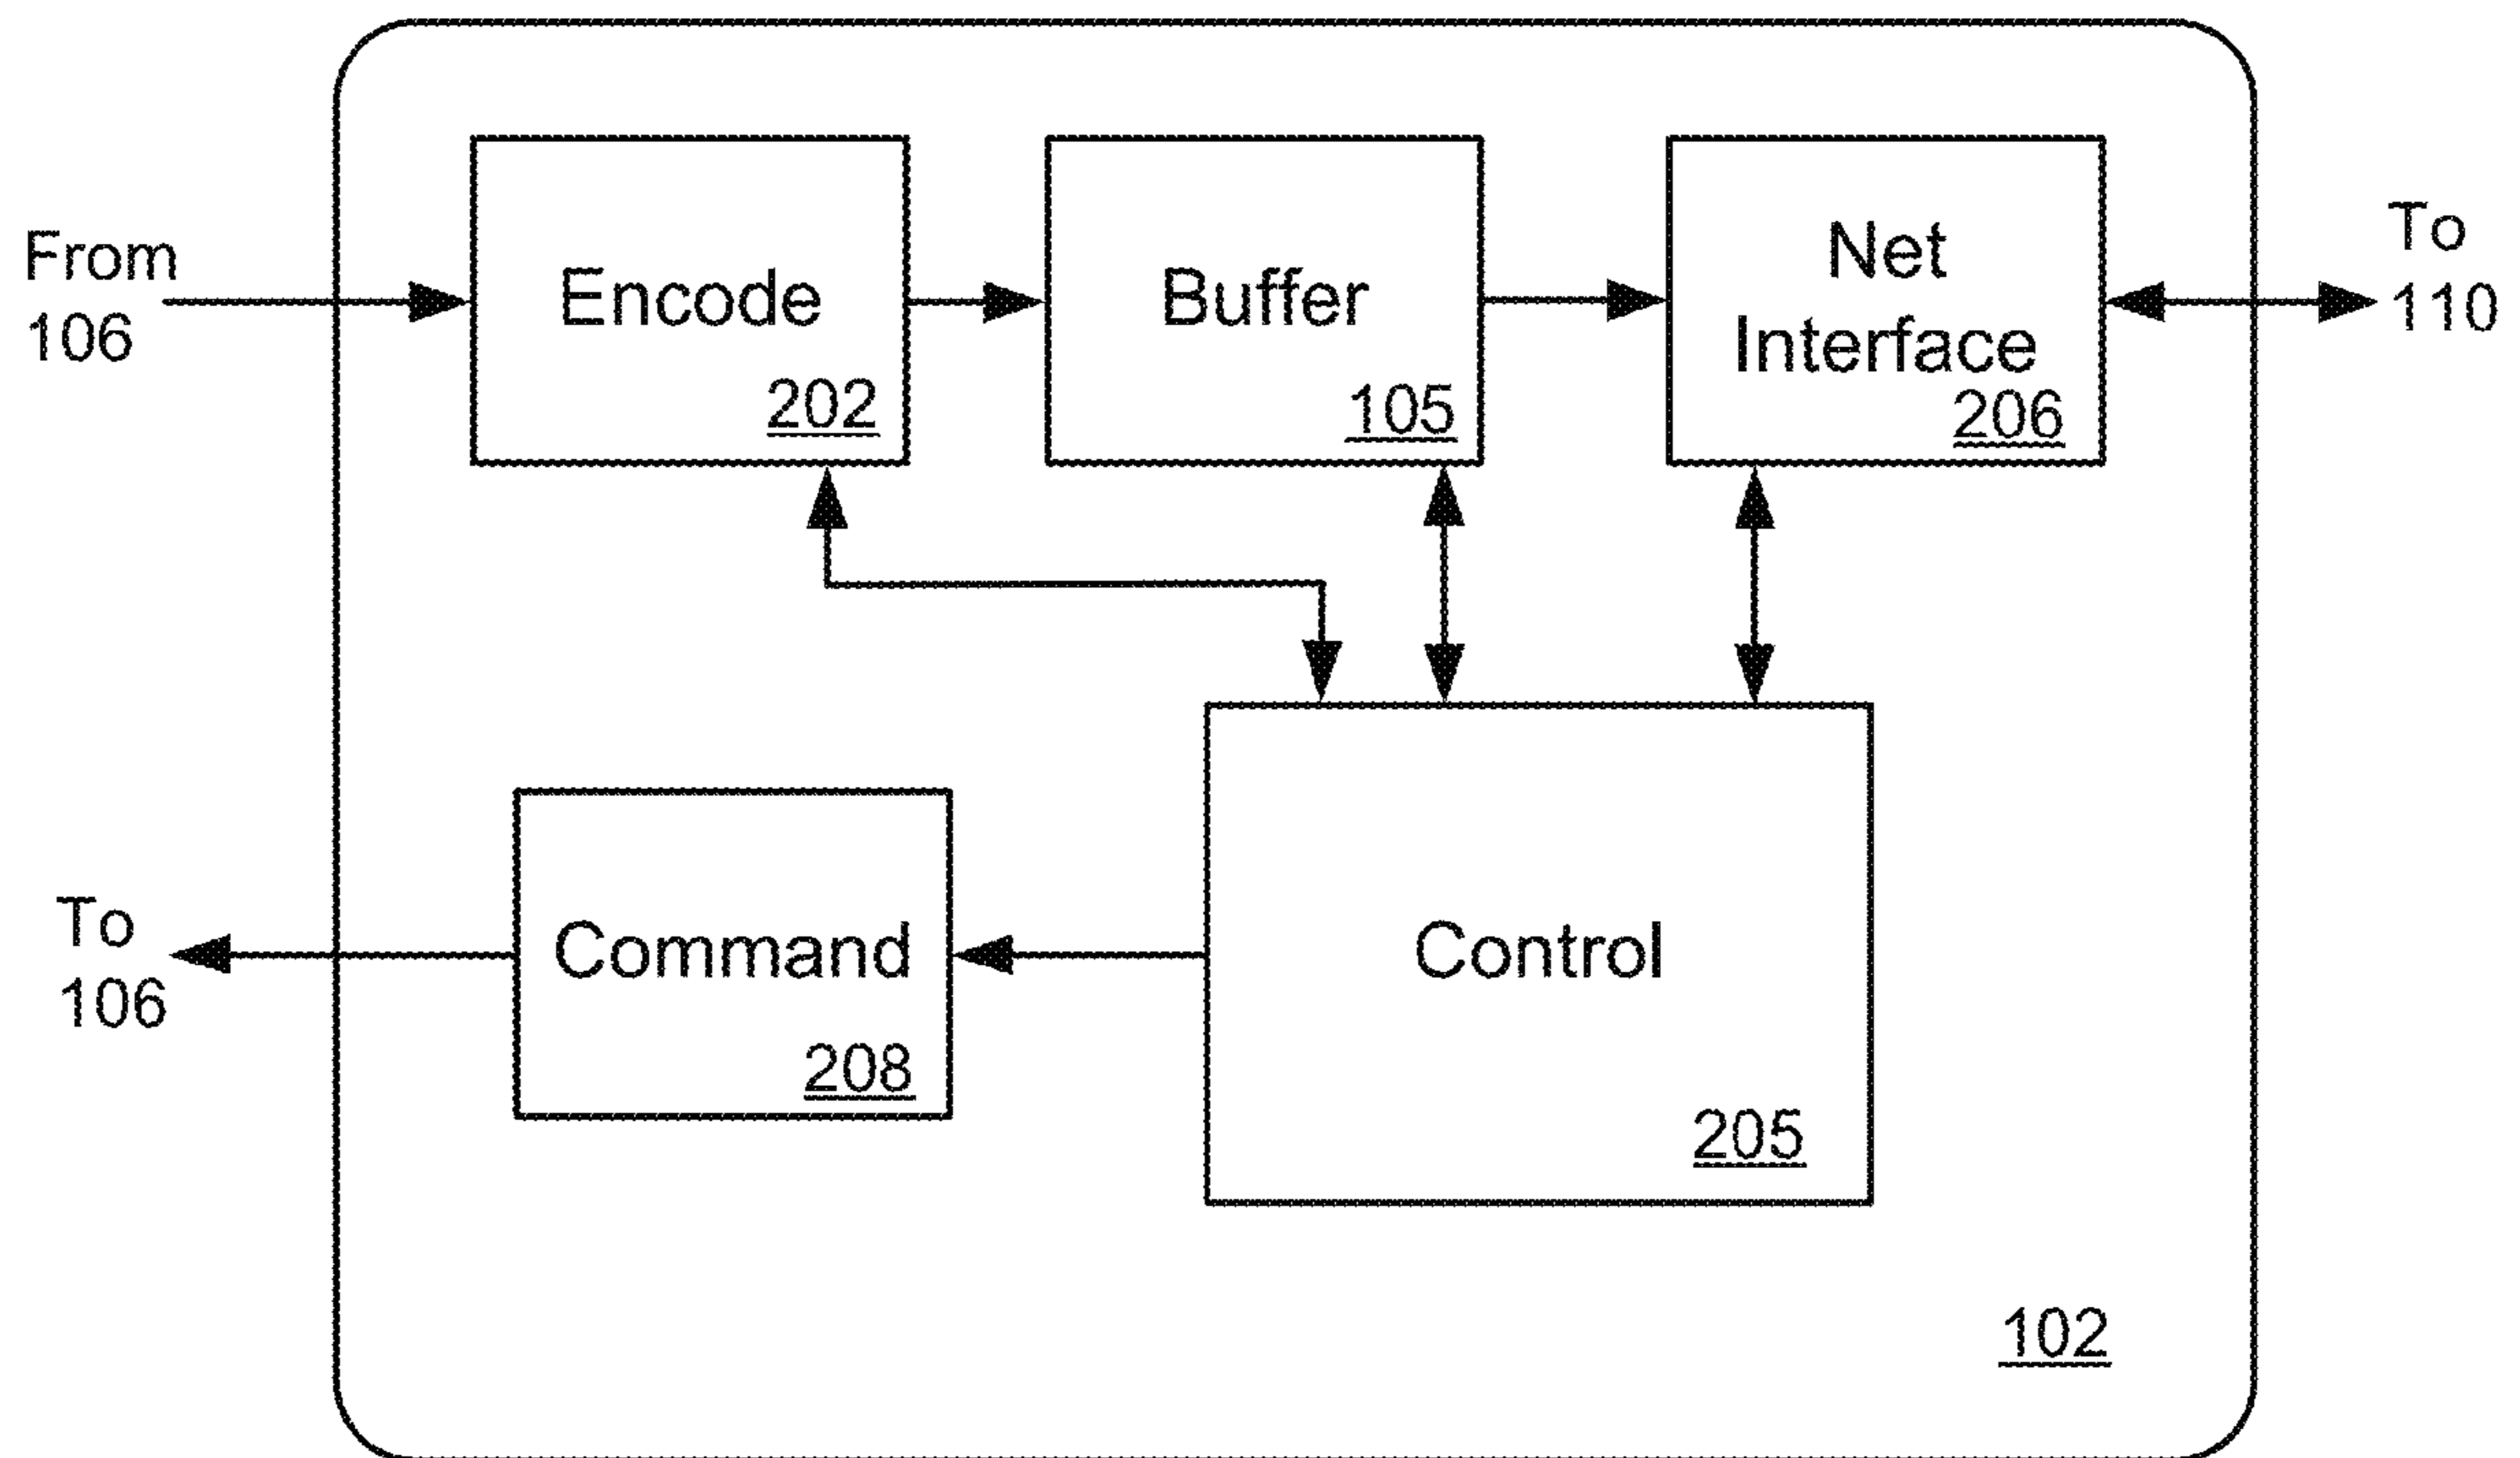 From
106
Encode
202
Buffer
105
Net
Interface
206
To
110
To
106
Command
208
Control
205
102